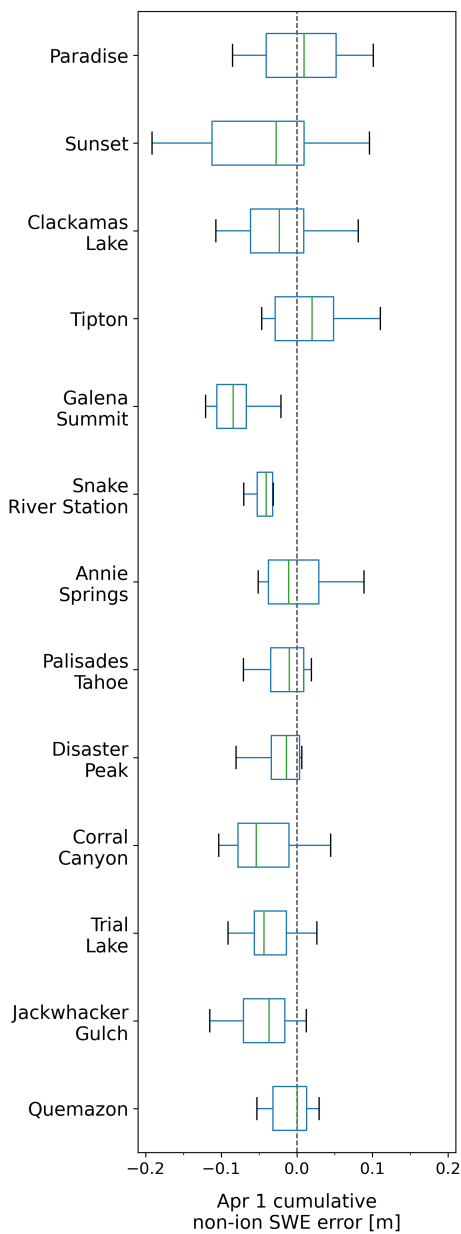 Paradise
Sunset
Clackamas
Lake
Tipton
Galena
Summit
Snake
River Station
Annie
Springs
Palisades
Tahoe
Disaster
Peak
Corral
Canyon
Trial
Lake
Jackwhacker
Gulch
Quemazon
−0.2 −0.1 0.0 0.1 0.2
Apr 1 cumulative
non-ion SWE error [m]